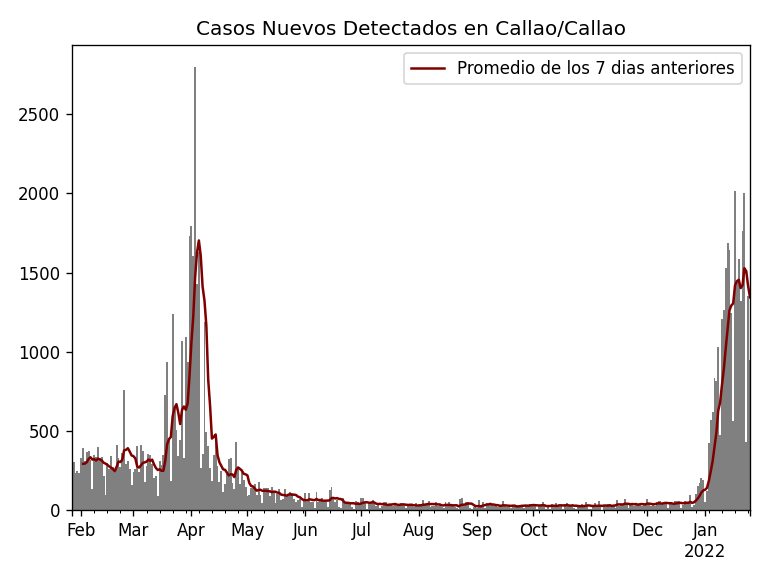 Casos Nuevos Detectados en Callao/Callao
Promedio de los 7 dias anteriores
2500
2000
1500
1000
500
0
Feb Mar Apr May Jun Jul Aug Sep Oct Nov Dec Jan
2022